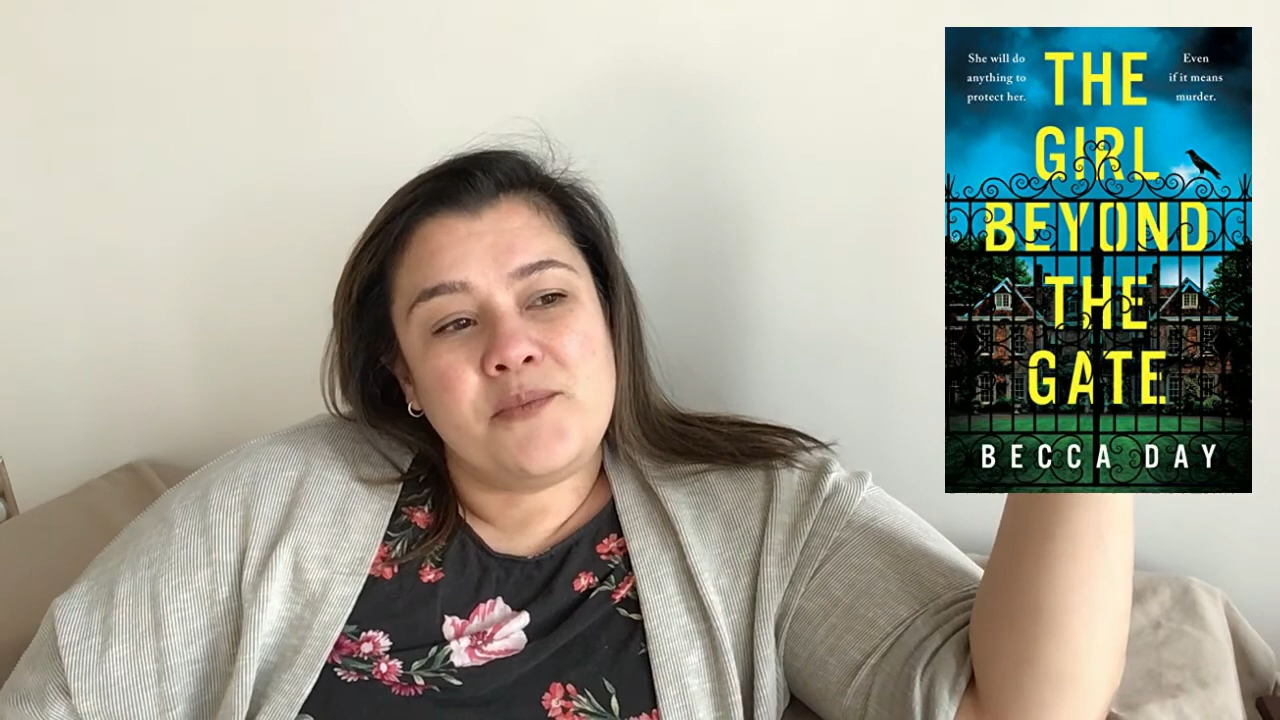 She will do
anything to
protect her.
Even
if it means
murder.
THE
GIRL
BEYOND
THE
GATE
BECCA DAY